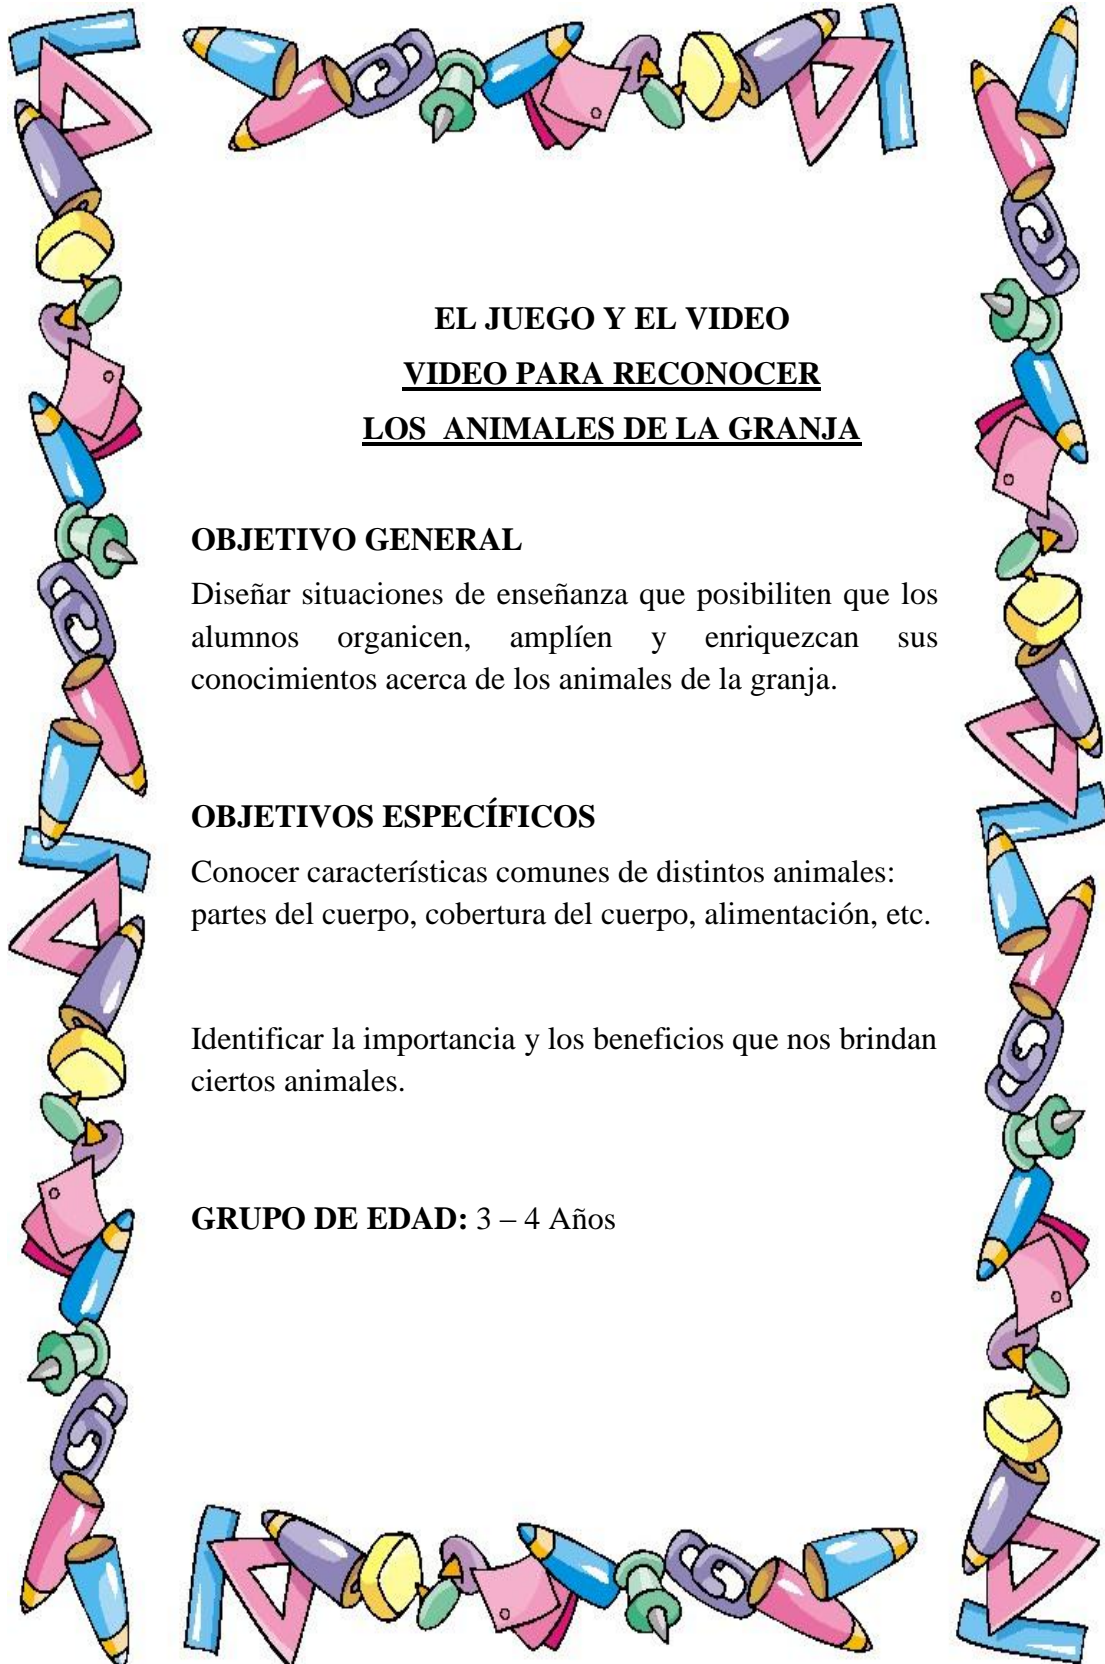 EL JUEGO Y EL VIDEO
VIDEO PARA RECONOCER
LOS ANIMALES DE LA GRANJA
OBJETIVO GENERAL
Diseñar situaciones de enseñanza que posibiliten que los
alumnos organicen, amplíen y enriquezcan sus
conocimientos acerca de los animales de la granja.
OBJETIVOS ESPECÍFICOS
Conocer características comunes de distintos animales:
partes del cuerpo, cobertura del cuerpo, alimentación, etc.
Identificar la importancia y los beneficios que nos brindan
ciertos animales.
GRUPO DE EDAD: 3 – 4 Años